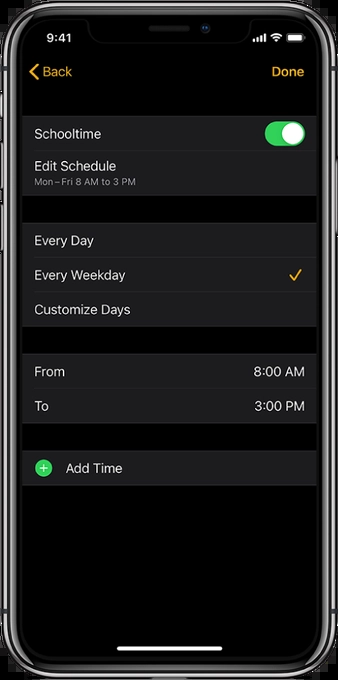 9:41
Back Done
Schooltime
Edit Schedule
Mon–Fri 8 AM to 3 PM
Every Day
Every Weekday
Customize Days
From 8:00 AM
To 3:00 PM
Add Time